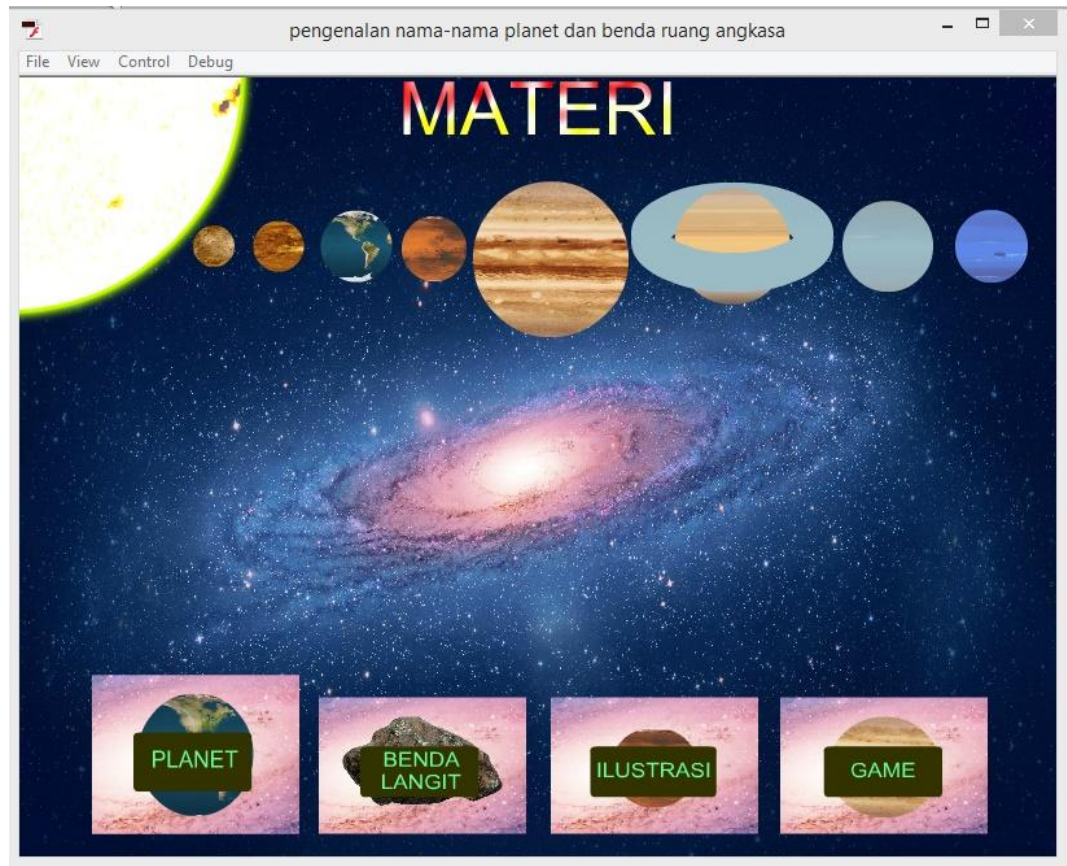 pengenalan nama-nama planet dan benda ruang angkasa
File View Control Debug
MATERI
PLANET
BENDA
LANGIT
ILUSTRASI
GAME